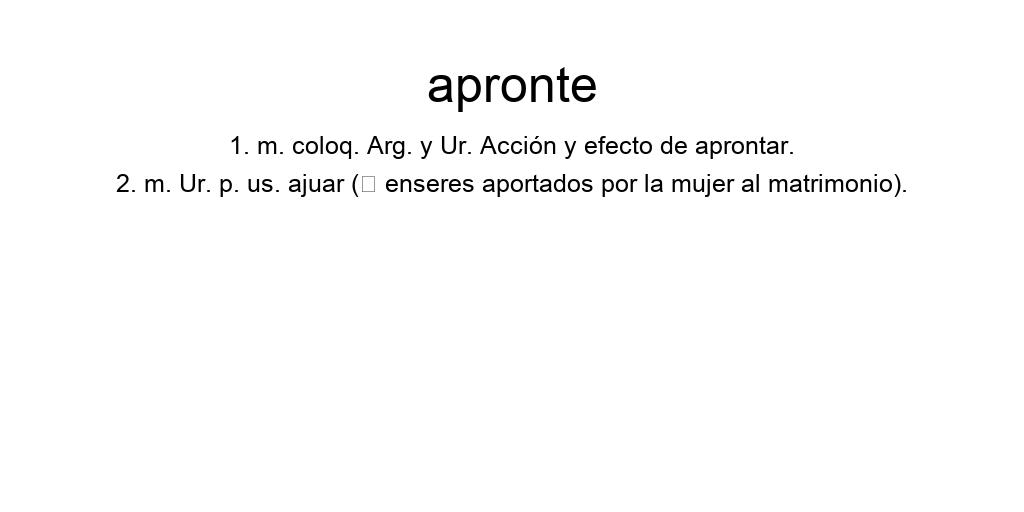 apronte
1. m. coloq. Arg. y Ur. Acción y efecto de aprontar.
2. m. Ur. p. us. ajuar (□ enseres aportados por la mujer al matrimonio).